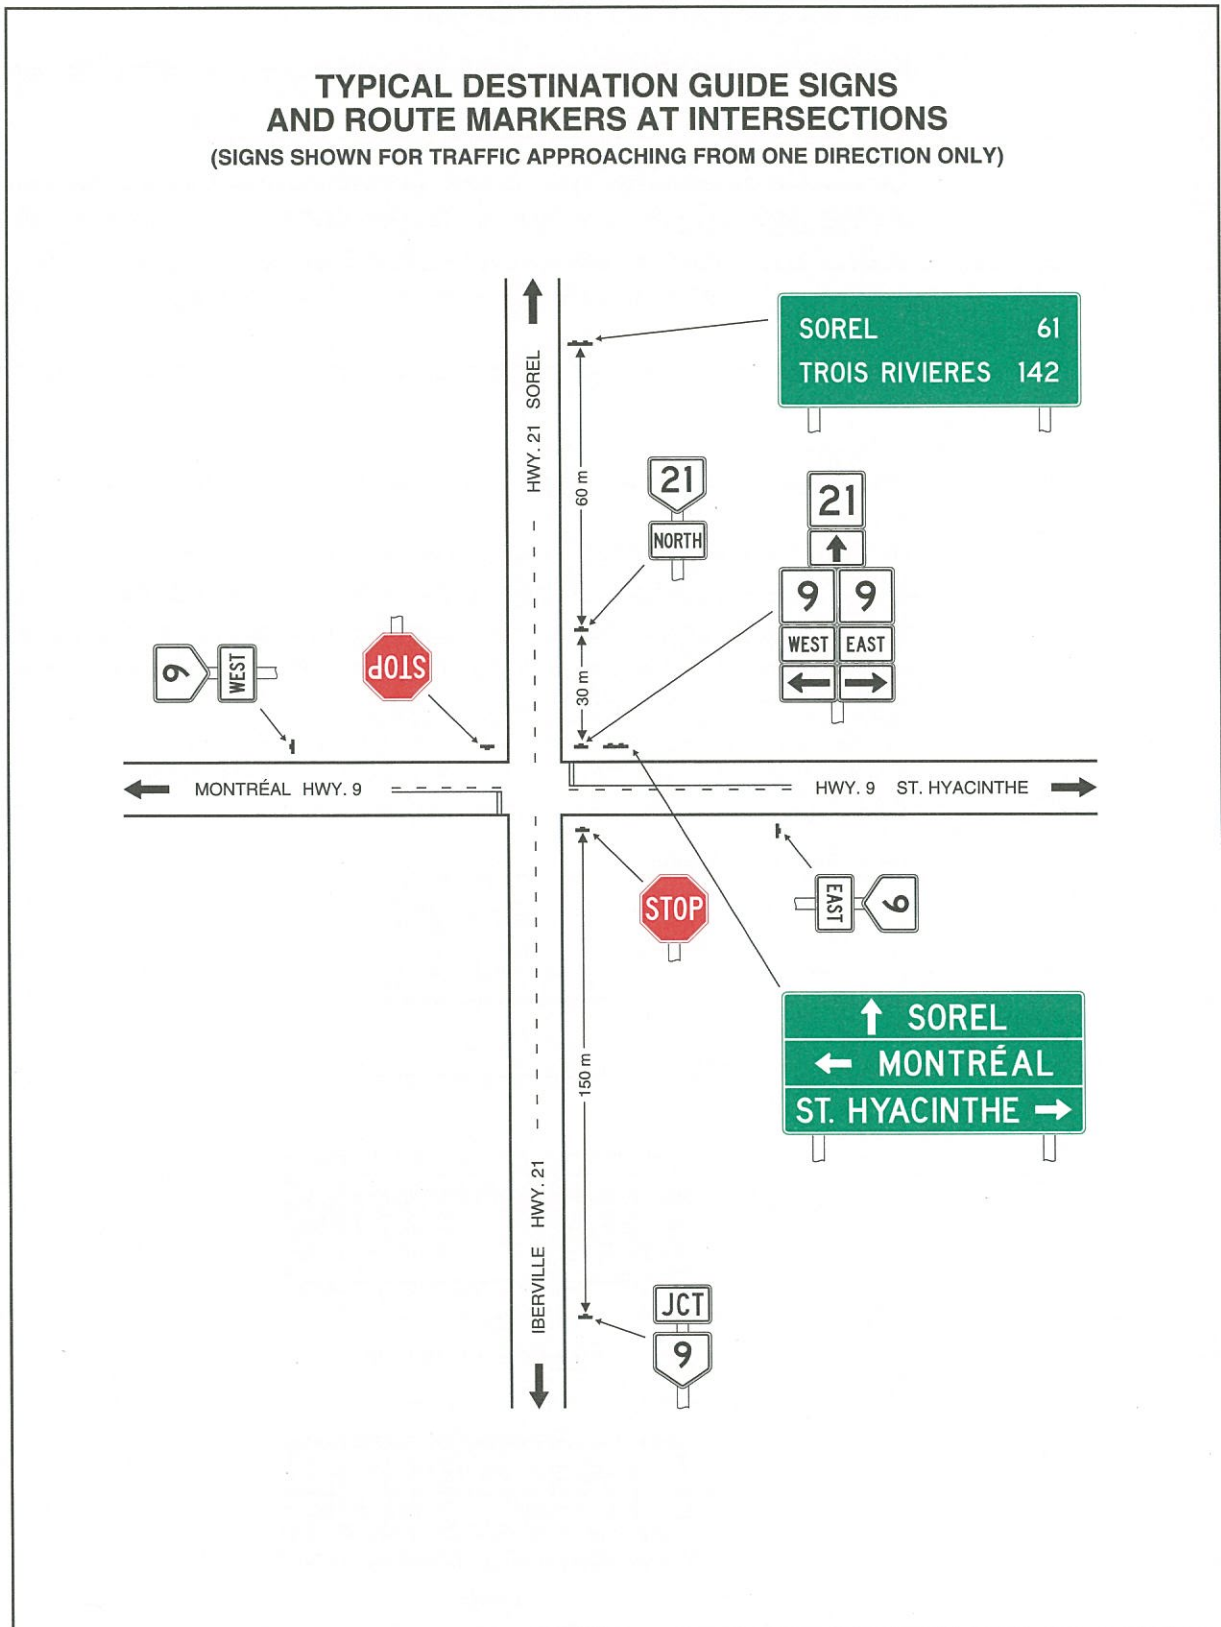 TYPICAL DESTINATION GUIDE SIGNS
AND ROUTE MARKERS AT INTERSECTIONS
(SIGNS SHOWN FOR TRAFFIC APPROACHING FROM ONE DIRECTION ONLY)
SOREL 61
TROIS RIVIERES 142
HWY. 21 SOREL
60 m
21
NORTH
21
9 9
WEST EAST
30 m
9
WEST
STOP
MONTRÉAL HWY. 9
HWY. 9 ST. HYACINTHE
STOP
EAST
9
SOREL
MONTRÉAL
ST. HYACINTHE
150 m
IBERVILLE HWY. 21
JCT
9